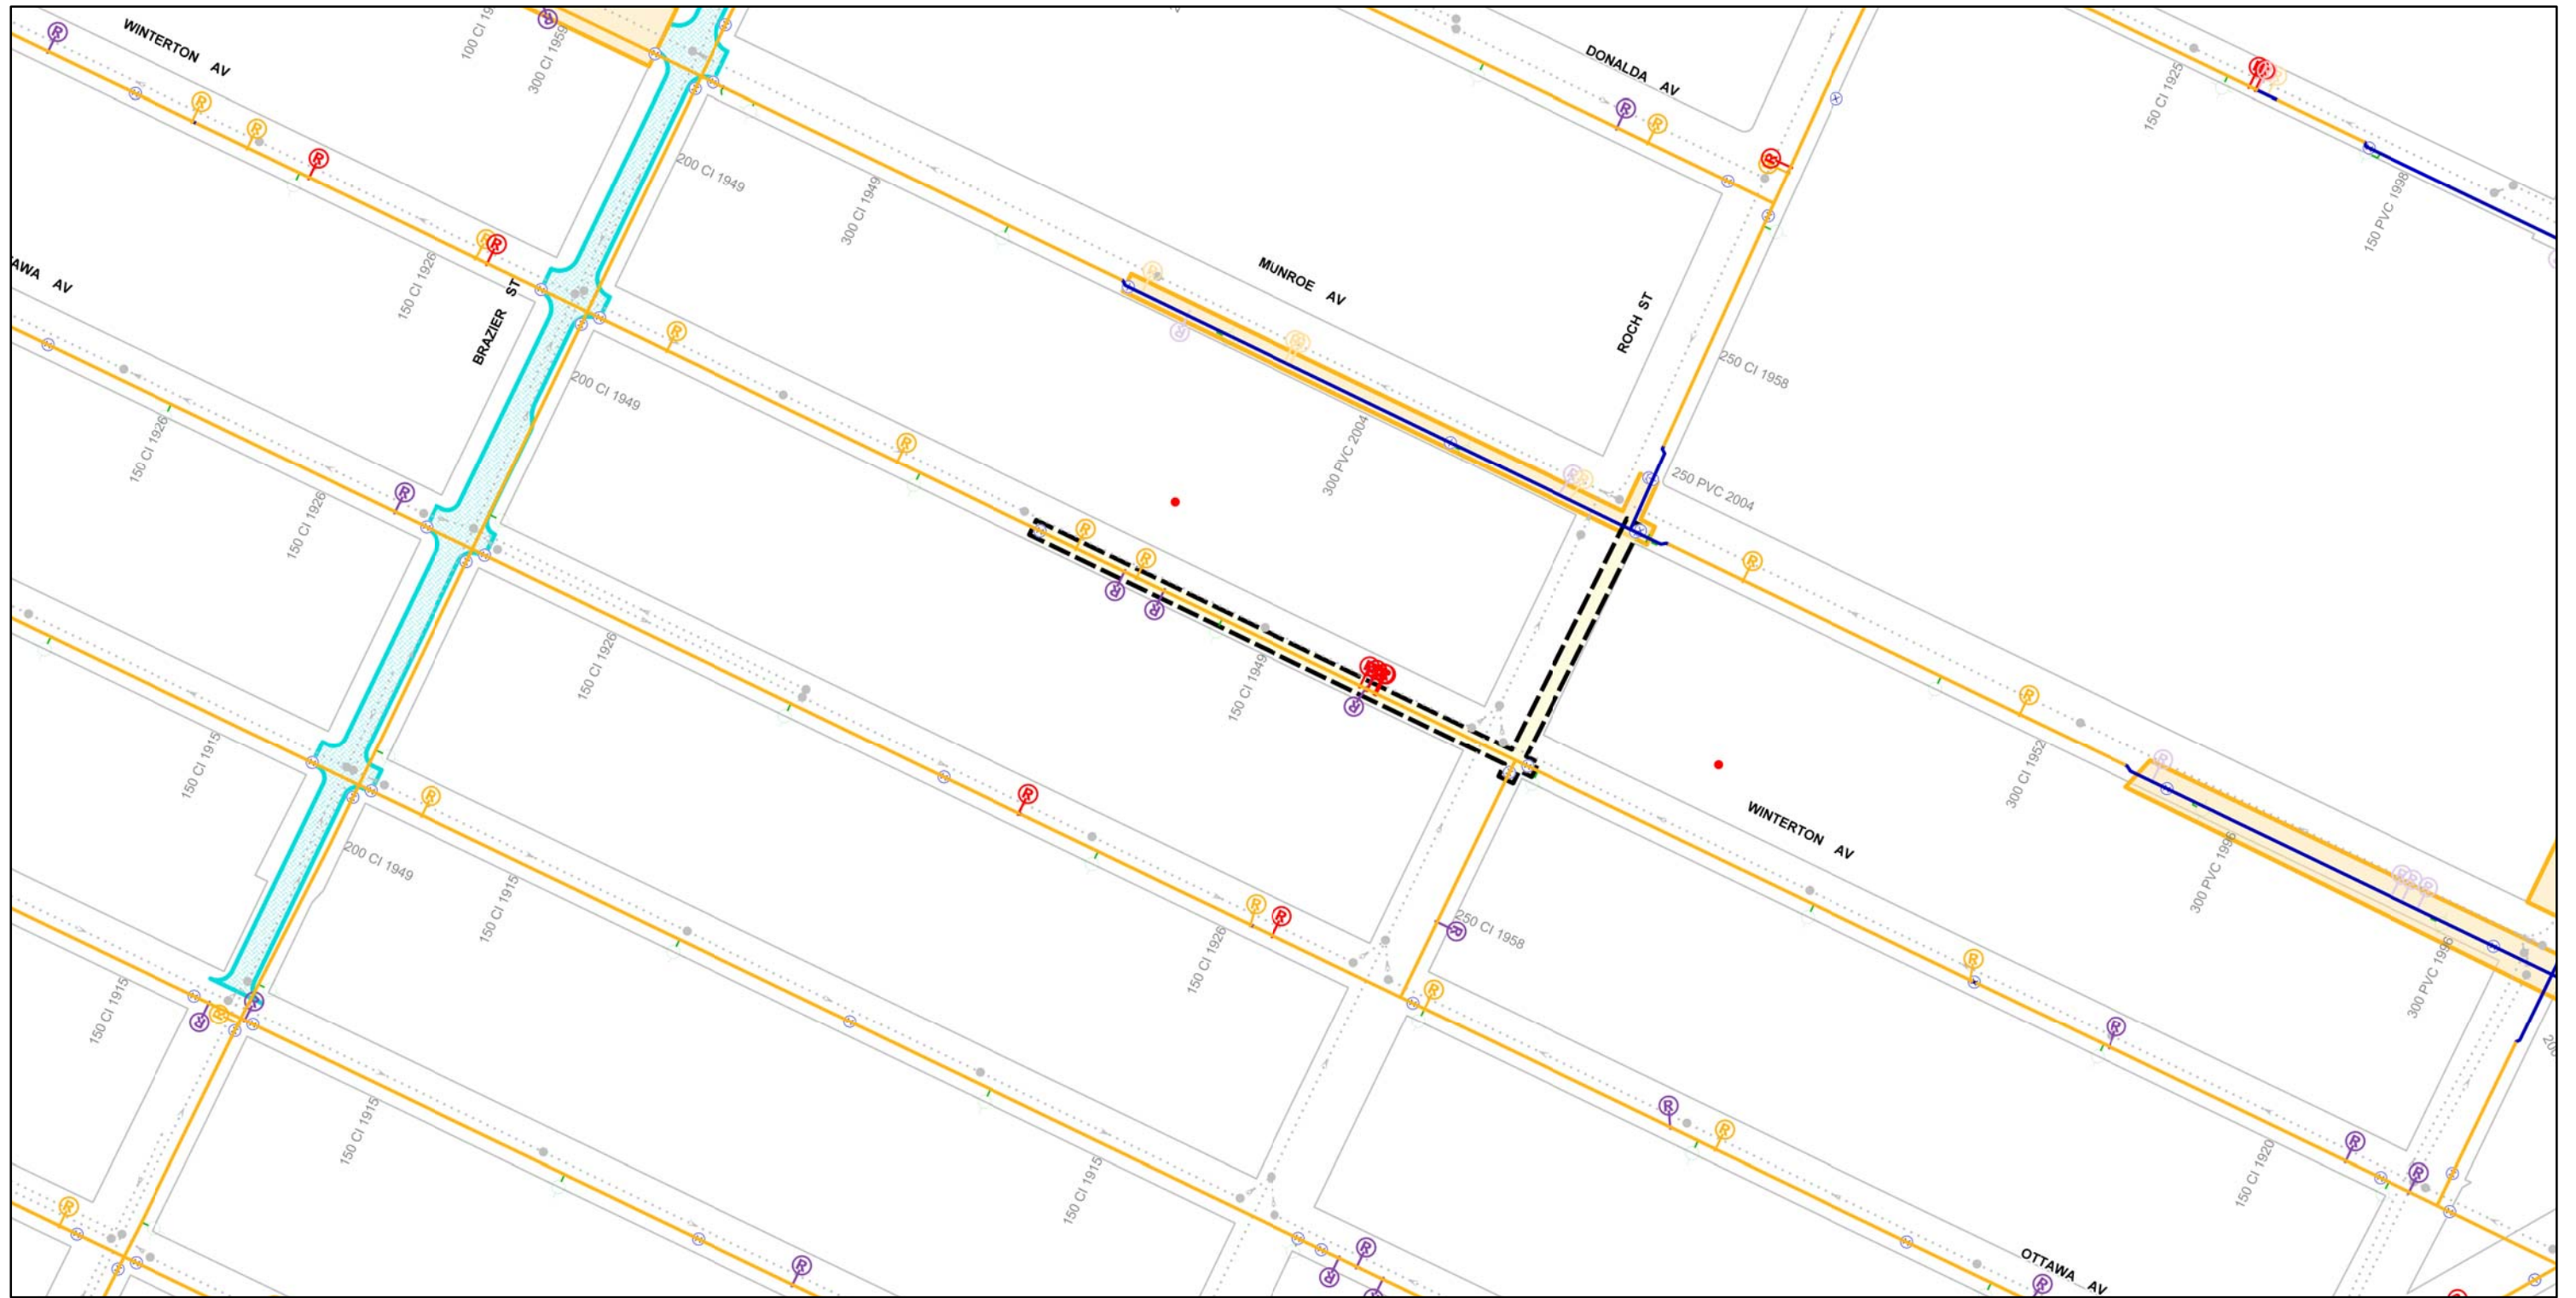 WINTERTON AV
100 CI 19
300 CI 1959
DONALDA AV
150 CI 1925
200 CI 1949
300 CI 1949
150 PVC 1998
AWA AV
150 CI 1926
BRAZIER ST
MUNROE AV
ROCH ST
250 CI 1958
200 CI 1949
150 CI 1926
300 PVC 2004
250 PVC 2004
150 CI 1926
150 CI 1926
150 CI 1949
150 CI 1915
300 CI 1952
WINTERTON AV
200 CI 1949
300 PVC 1996
150 CI 1915
250 CI 1958
150 CI 1926
300 PVC 1996
150 CI 1915
150 CI 1915
150 CI 1915
150 CI 1920
OTTAWA AV